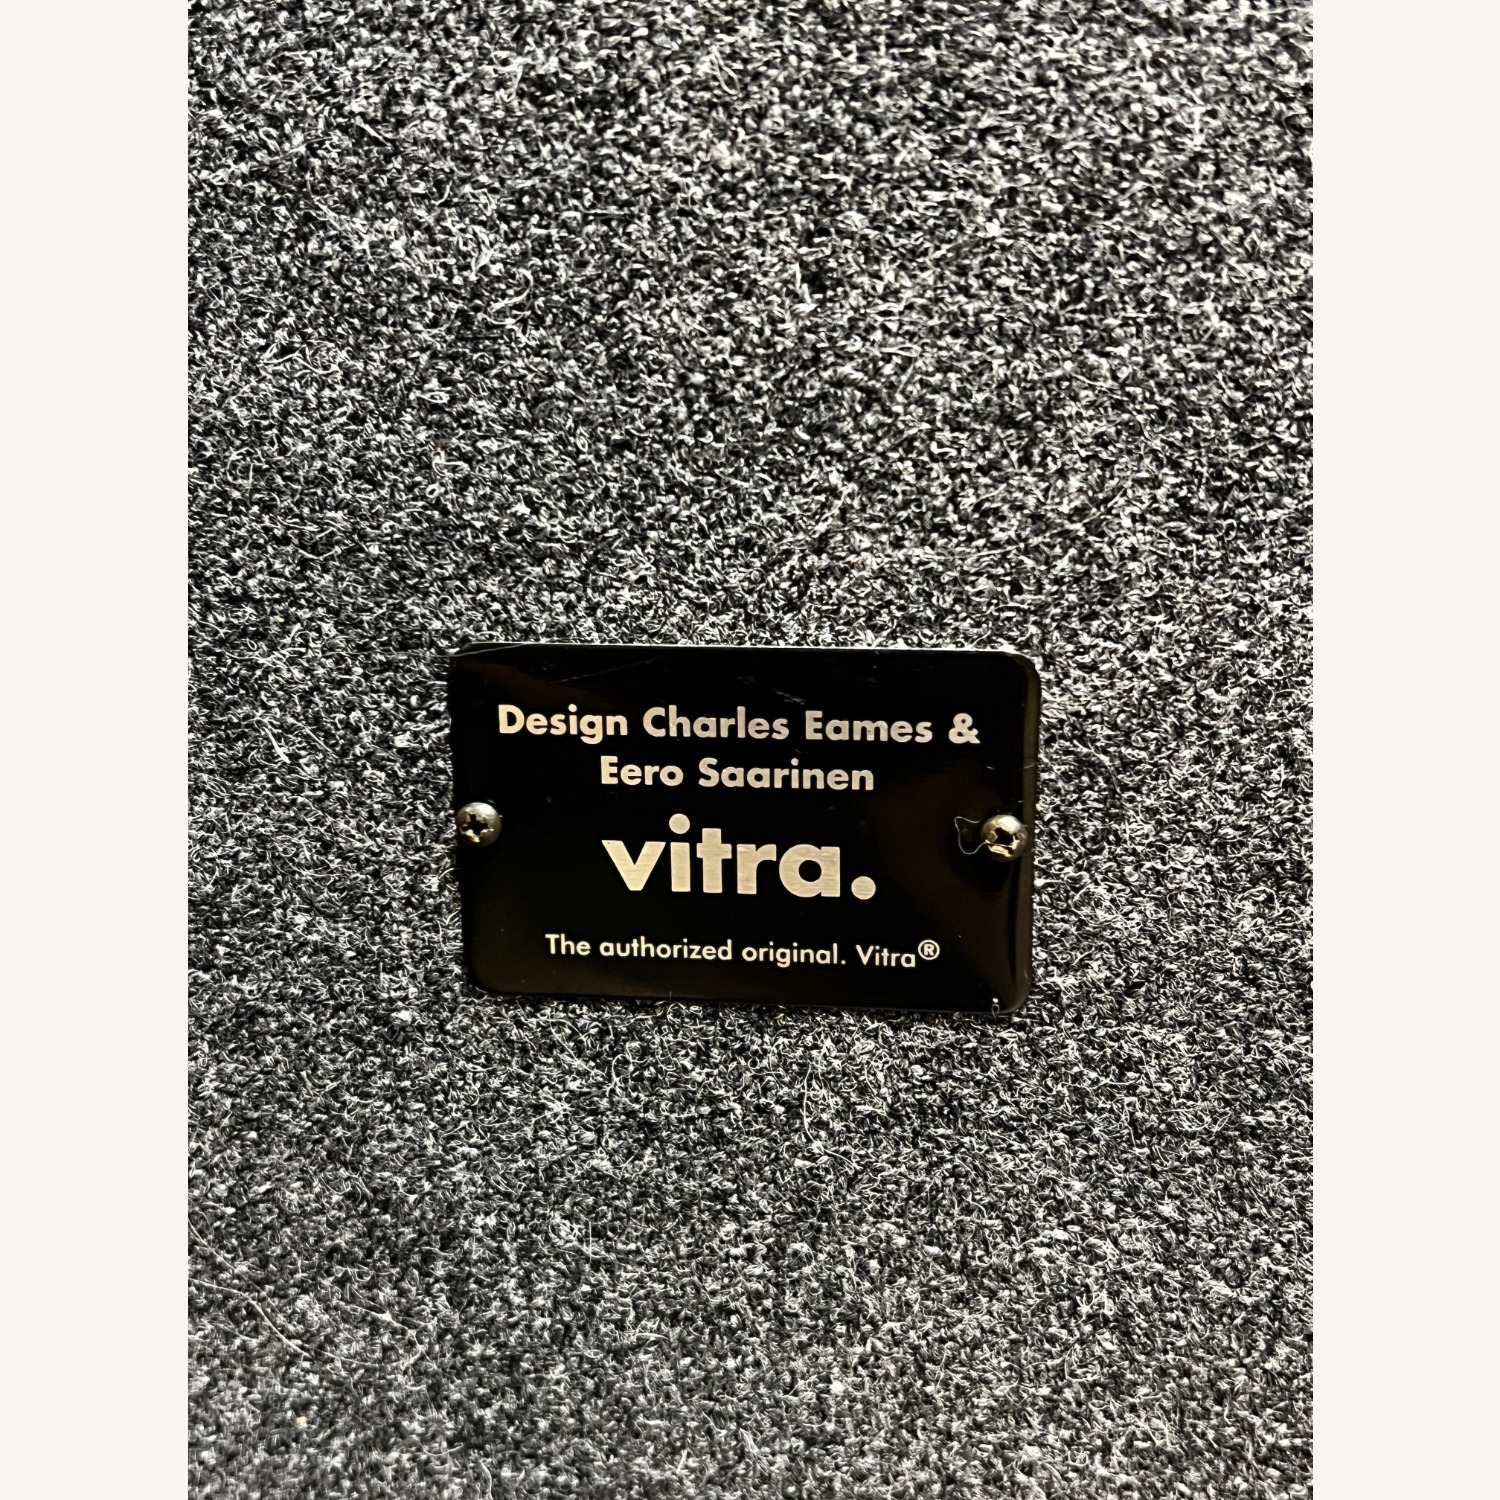 Design Charles Eames &
Eero Saarinen
vitra.
The authorized original. Vitra®